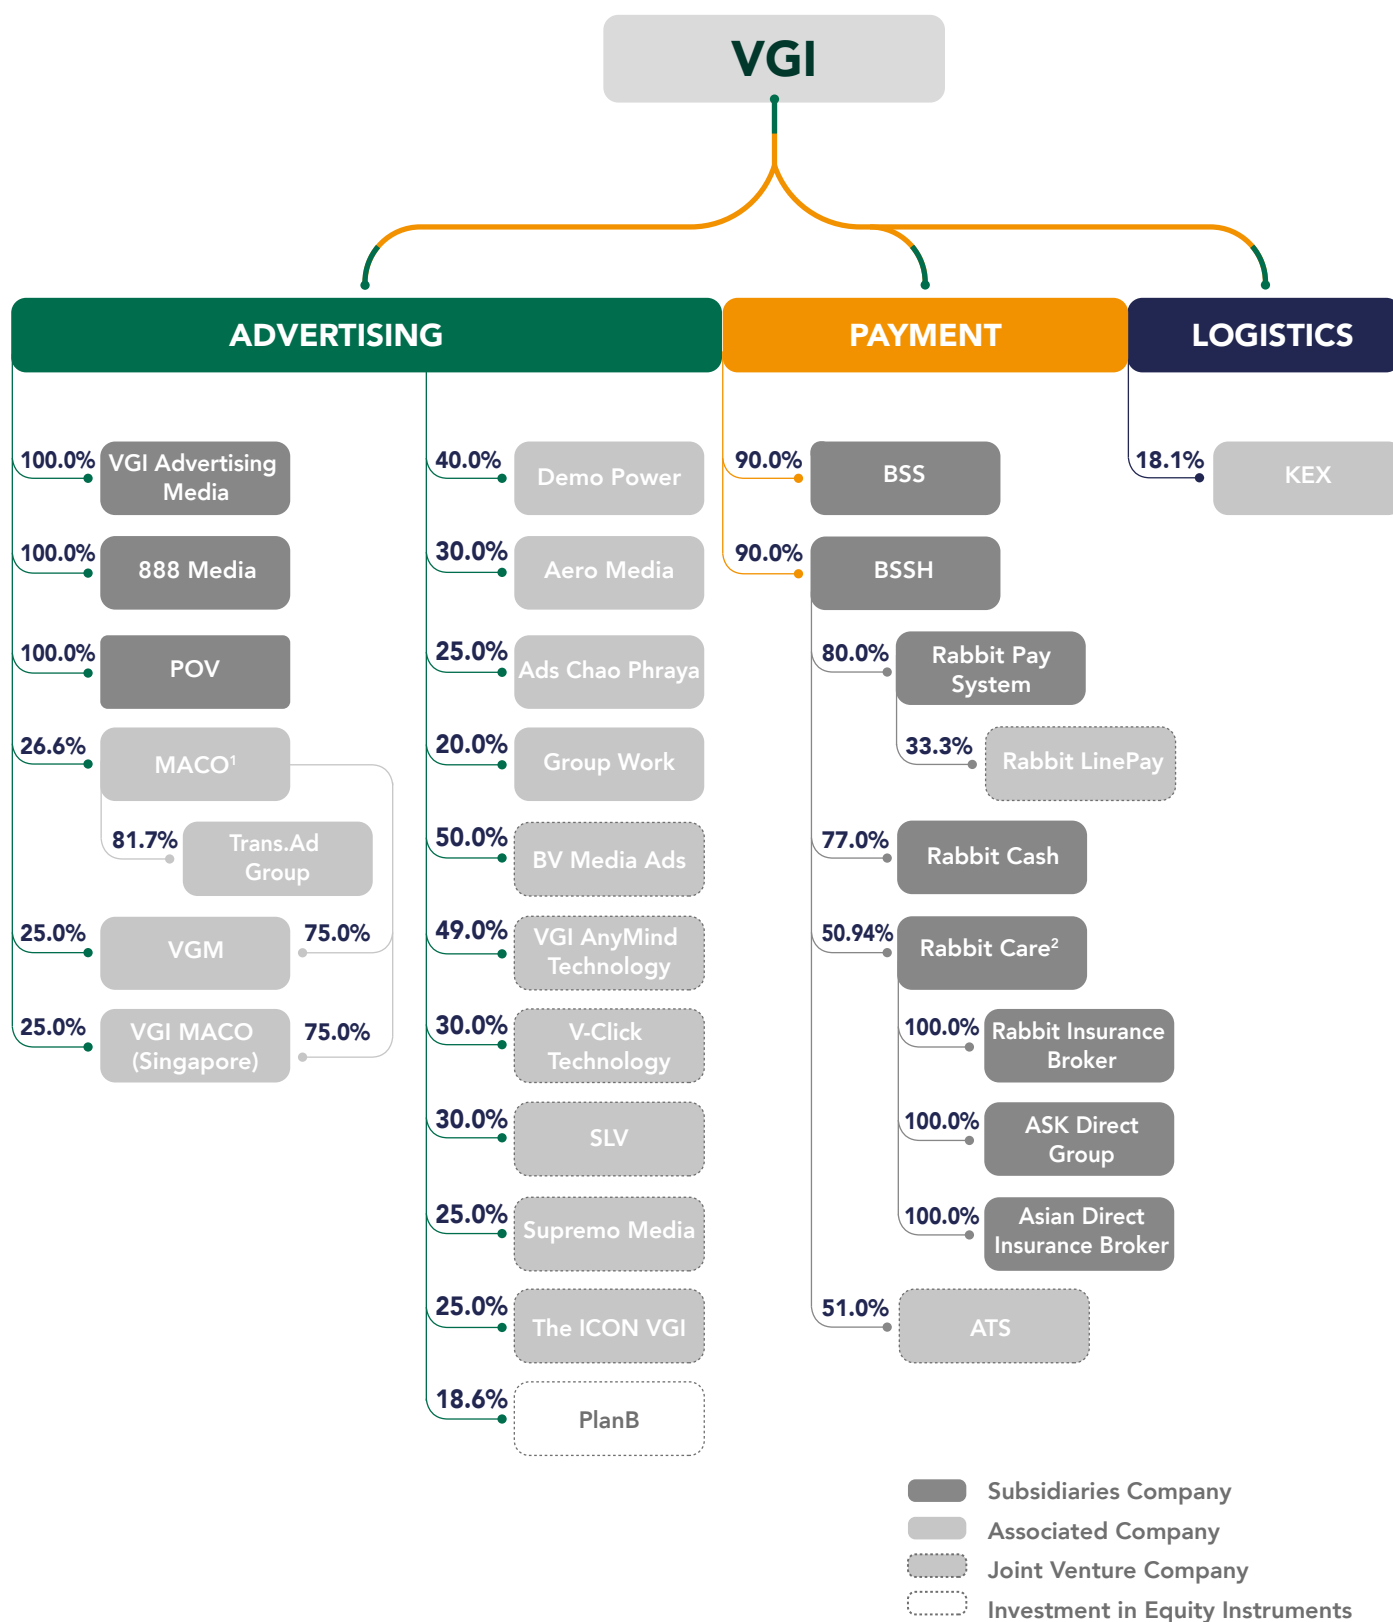 VGI
ADVERTISING
PAYMENT
LOGISTICS
100.0%
VGI Advertising
Media
100.0%
888 Media
100.0%
POV
26.6%
MACO¹
81.7%
Trans.Ad
Group
25.0%
VGM
75.0%
25.0%
VGI MACO
(Singapore)
75.0%
40.0%
Demo Power
30.0%
Aero Media
25.0%
Ads Chao Phraya
20.0%
Group Work
50.0%
BV Media Ads
49.0%
VGI AnyMind
Technology
30.0%
V-Click
Technology
30.0%
SLV
25.0%
Supremo Media
25.0%
The ICON VGI
18.6%
PlanB
90.0%
BSS
90.0%
BSSH
80.0%
Rabbit Pay
System
33.3%
Rabbit LinePay
77.0%
Rabbit Cash
50.94%
Rabbit Care²
100.0%
Rabbit Insurance
Broker
100.0%
ASK Direct
Group
100.0%
Asian Direct
Insurance Broker
51.0%
ATS
18.1%
KEX
Subsidiaries Company
Associated Company
Joint Venture Company
Investment in Equity Instruments